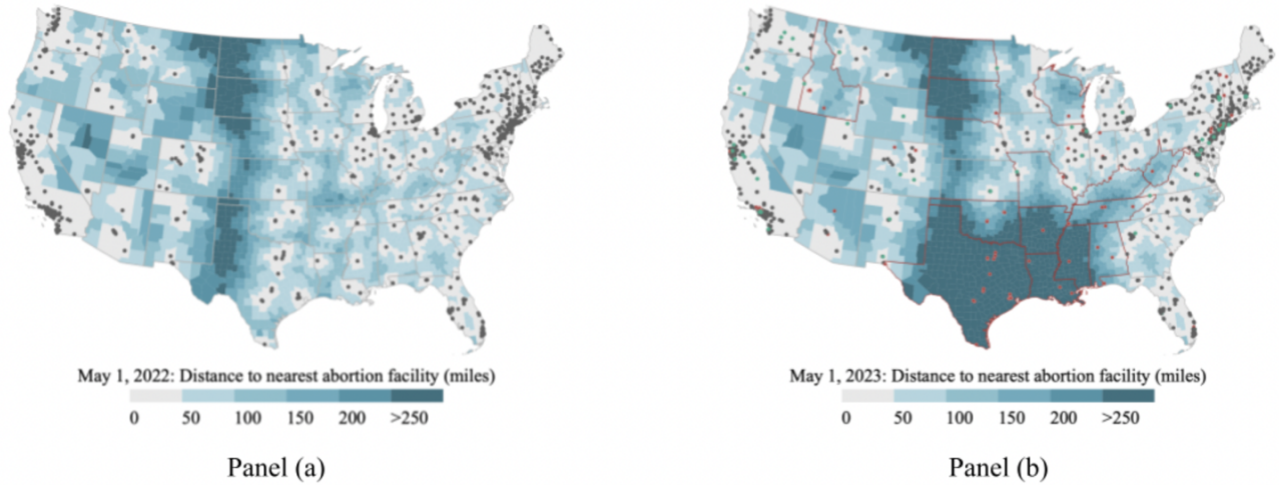 May 1, 2022: Distance to nearest abortion facility (miles)
0 50 100 150 200 >250
Panel (a)
May 1, 2023: Distance to nearest abortion facility (miles)
0 50 100 150 200 >250
Panel (b)